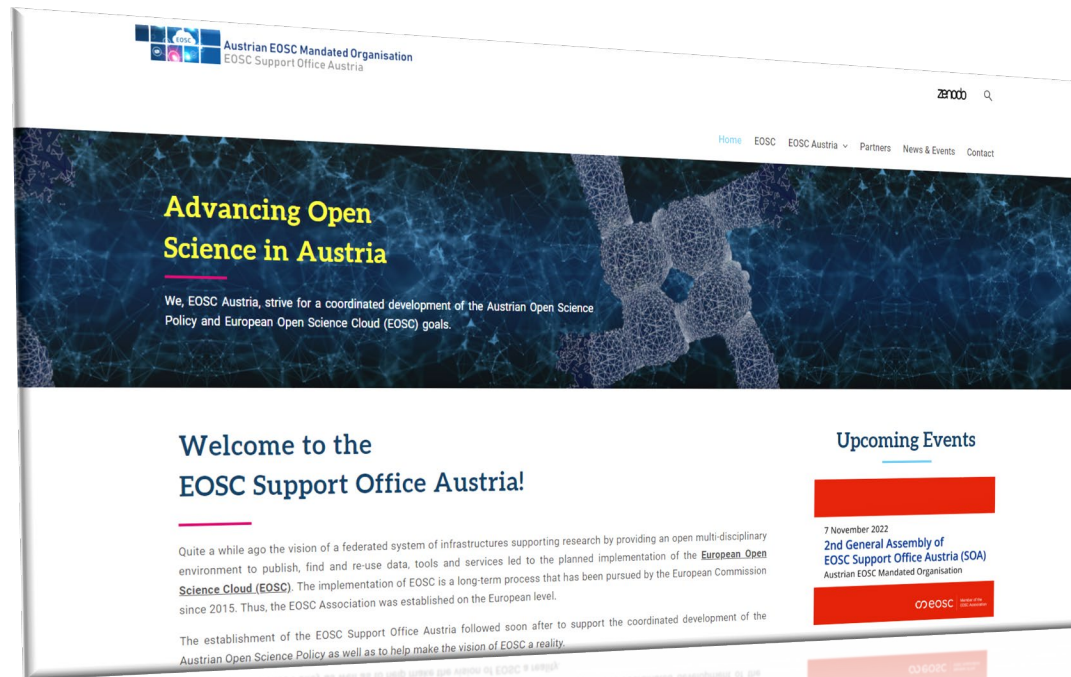 EOSC
Austrian EOSC Mandated Organisation
EOSC Support Office Austria
zenodo
Home EOSC EOSC Austria Partners News & Events Contact
Advancing Open
Science in Austria
We, EOSC Austria, strive for a coordinated development of the Austrian Open Science
Policy and European Open Science Cloud (EOSC) goals.
Welcome to the
EOSC Support Office Austria!
Quite a while ago the vision of a federated system of infrastructures supporting research by providing an open multi-disciplinary
environment to publish, find and re-use data, tools and services led to the planned implementation of the European Open
Science Cloud (EOSC). The implementation of EOSC is a long-term process that has been pursued by the European Commission
since 2015. Thus, the EOSC Association was established on the European level.
The establishment of the EOSC Support Office Austria followed soon after to support the coordinated development of the
Austrian Open Science Policy as well as to help make the vision of EOSC a reality.
Upcoming Events
7 November 2022
2nd General Assembly of
EOSC Support Office Austria (SOA)
Austrian EOSC Mandated Organisation
eosc
Member of the
EOSC Association